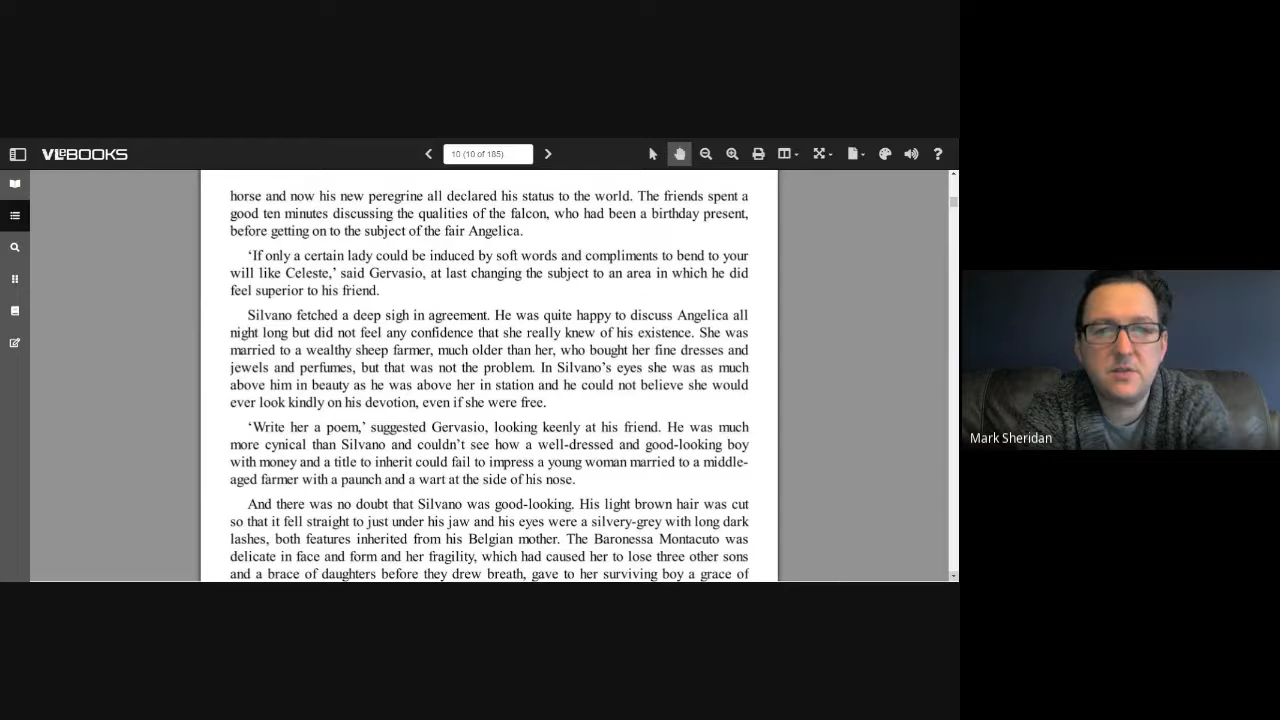 VLeBOOKS
10 (10 of 185)
horse and now his new peregrine all declared his status to the world. The friends spent a
good ten minutes discussing the qualities of the falcon, who had been a birthday present,
before getting on to the subject of the fair Angelica.
‘If only a certain lady could be induced by soft words and compliments to bend to your
will like Celeste,’ said Gervasio, at last changing the subject to an area in which he did
feel superior to his friend.
Silvano fetched a deep sigh in agreement. He was quite happy to discuss Angelica all
night long but did not feel any confidence that she really knew of his existence. She was
married to a wealthy sheep farmer, much older than her, who bought her fine dresses and
jewels and perfumes, but that was not the problem. In Silvano’s eyes she was as much
above him in beauty as he was above her in station and he could not believe she would
ever look kindly on his devotion, even if she were free.
‘Write her a poem,’ suggested Gervasio, looking keenly at his friend. He was much
more cynical than Silvano and couldn’t see how a well-dressed and good-looking boy
with money and a title to inherit could fail to impress a young woman married to a middle-
aged farmer with a paunch and a wart at the side of his nose.
And there was no doubt that Silvano was good-looking. His light brown hair was cut
so that it fell straight to just under his jaw and his eyes were a silvery-grey with long dark
lashes, both features inherited from his Belgian mother. The Baronessa Montacuto was
delicate in face and form and her fragility, which had caused her to lose three other sons
and a brace of daughters before they drew breath, gave to her surviving boy a grace of
Mark Sheridan